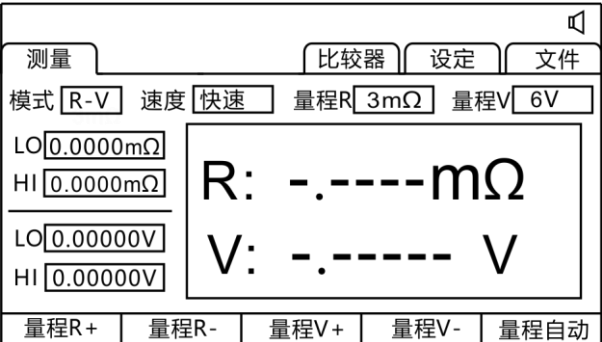 测量 比较器 设定 文件
模式 R-V 速度 快速 量程R 3mΩ 量程V 6V
LO 0.0000mΩ
HI 0.0000mΩ
R: -.----mΩ
LO 0.00000V
HI 0.00000V
V: -.----- V
量程R+ 量程R- 量程V+ 量程V- 量程自动